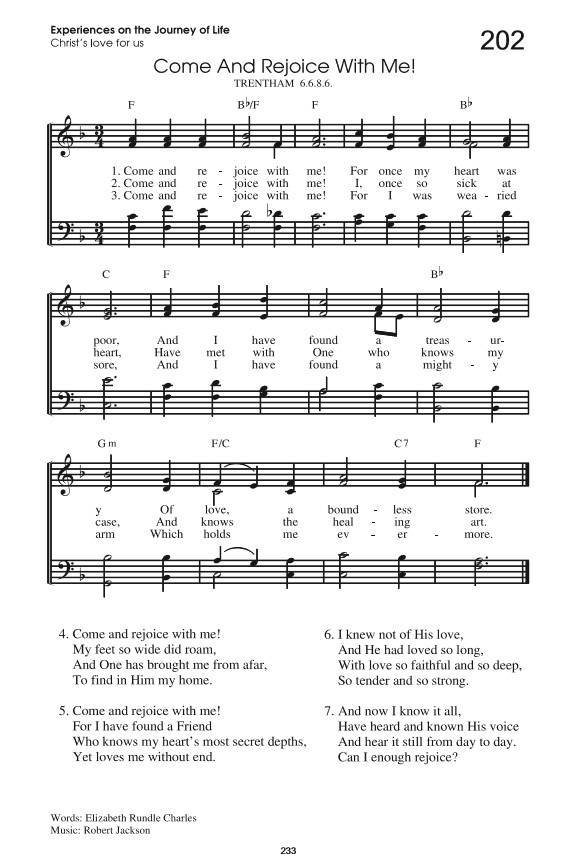 Experiences on the Journey of Life
Christ's love for us
202
Come And Rejoice With Me!
TRENTHAM 6.6.8.6.
F B♭/F F B♭
1. Come and re - joice with me! For once my heart was
2. Come and re - joice with me! I, once so sick at
3. Come and re - joice with me! For I was wea - ried
C F B♭
poor, And I have found a treas - ur-
heart, Have met with One who knows my
sore, And I have found a might - y
Gm F/C C7 F
y Of love, a bound - less store.
case, And knows the heal - ing art.
arm Which holds me ev - er - more.
4. Come and rejoice with me!
My feet so wide did roam,
And One has brought me from afar,
To find in Him my home.
5. Come and rejoice with me!
For I have found a Friend
Who knows my heart's most secret depths,
Yet loves me without end.
6. I knew not of His love,
And He had loved so long,
With love so faithful and so deep,
So tender and so strong.
7. And now I know it all,
Have heard and known His voice
And hear it still from day to day.
Can I enough rejoice?
Words: Elizabeth Rundle Charles
Music: Robert Jackson
233